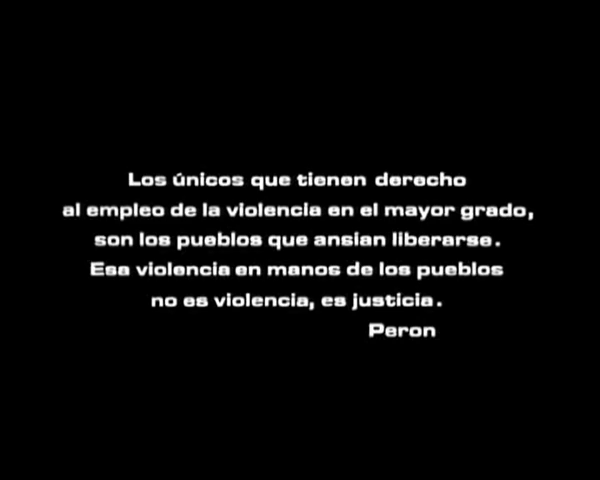 Los únicos que tienen derecho
al empleo de la violencia en el mayor grado,
son los pueblos que ansian liberarse.
Esa violencia en manos de los pueblos
no es violencia, es justicia.
Peron